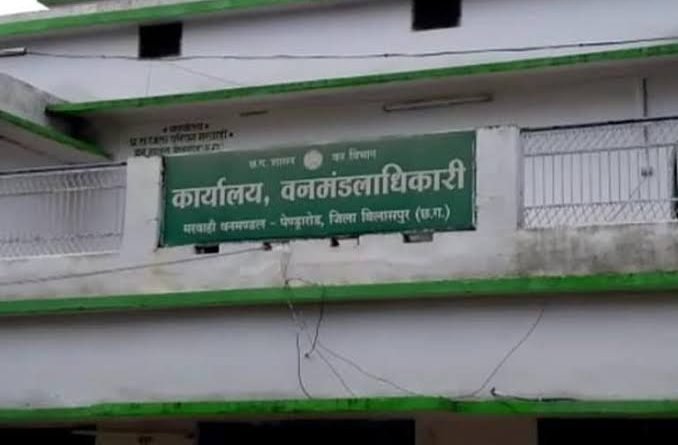 छ.ग. शासन वन विभाग
कार्यालय, वनमंडलाधिकारी
मरवाही वनमण्डल - पेण्ड्रारोड, जिला बिलासपुर (छ.ग.)